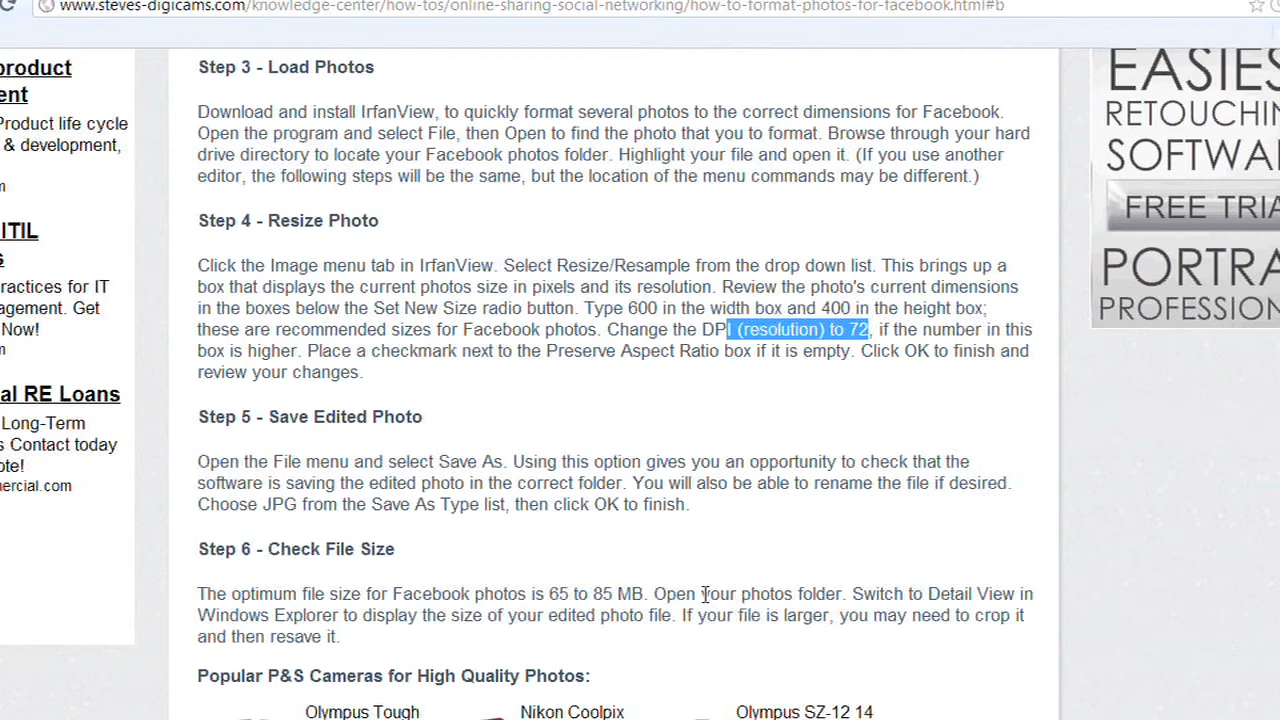 www.steves-digicams.com/knowledge-center/how-tos/online-sharing-social-networking/how-to-format-photos-for-facebook.html#b
product
ent
Product life cycle
& development,
m
ITIL
s
ractices for IT
agement. Get
Now!
m
al RE Loans
Long-Term
s Contact today
ote!
nercial.com
Step 3 - Load Photos
Download and install IrfanView, to quickly format several photos to the correct dimensions for Facebook.
Open the program and select File, then Open to find the photo that you to format. Browse through your hard
drive directory to locate your Facebook photos folder. Highlight your file and open it. (If you use another
editor, the following steps will be the same, but the location of the menu commands may be different.)
Step 4 - Resize Photo
Click the Image menu tab in IrfanView. Select Resize/Resample from the drop down list. This brings up a
box that displays the current photos size in pixels and its resolution. Review the photo's current dimensions
in the boxes below the Set New Size radio button. Type 600 in the width box and 400 in the height box;
these are recommended sizes for Facebook photos. Change the DPI (resolution) to 72, if the number in this
box is higher. Place a checkmark next to the Preserve Aspect Ratio box if it is empty. Click OK to finish and
review your changes.
Step 5 - Save Edited Photo
Open the File menu and select Save As. Using this option gives you an opportunity to check that the
software is saving the edited photo in the correct folder. You will also be able to rename the file if desired.
Choose JPG from the Save As Type list, then click OK to finish.
Step 6 - Check File Size
The optimum file size for Facebook photos is 65 to 85 MB. Open your photos folder. Switch to Detail View in
Windows Explorer to display the size of your edited photo file. If your file is larger, you may need to crop it
and then resave it.
Popular P&S Cameras for High Quality Photos:
Olympus Tough
Nikon Coolpix
Olympus SZ-12 14
EASIES
RETOUCHIN
SOFTWA
FREE TRIA
PORTRA
PROFESSION